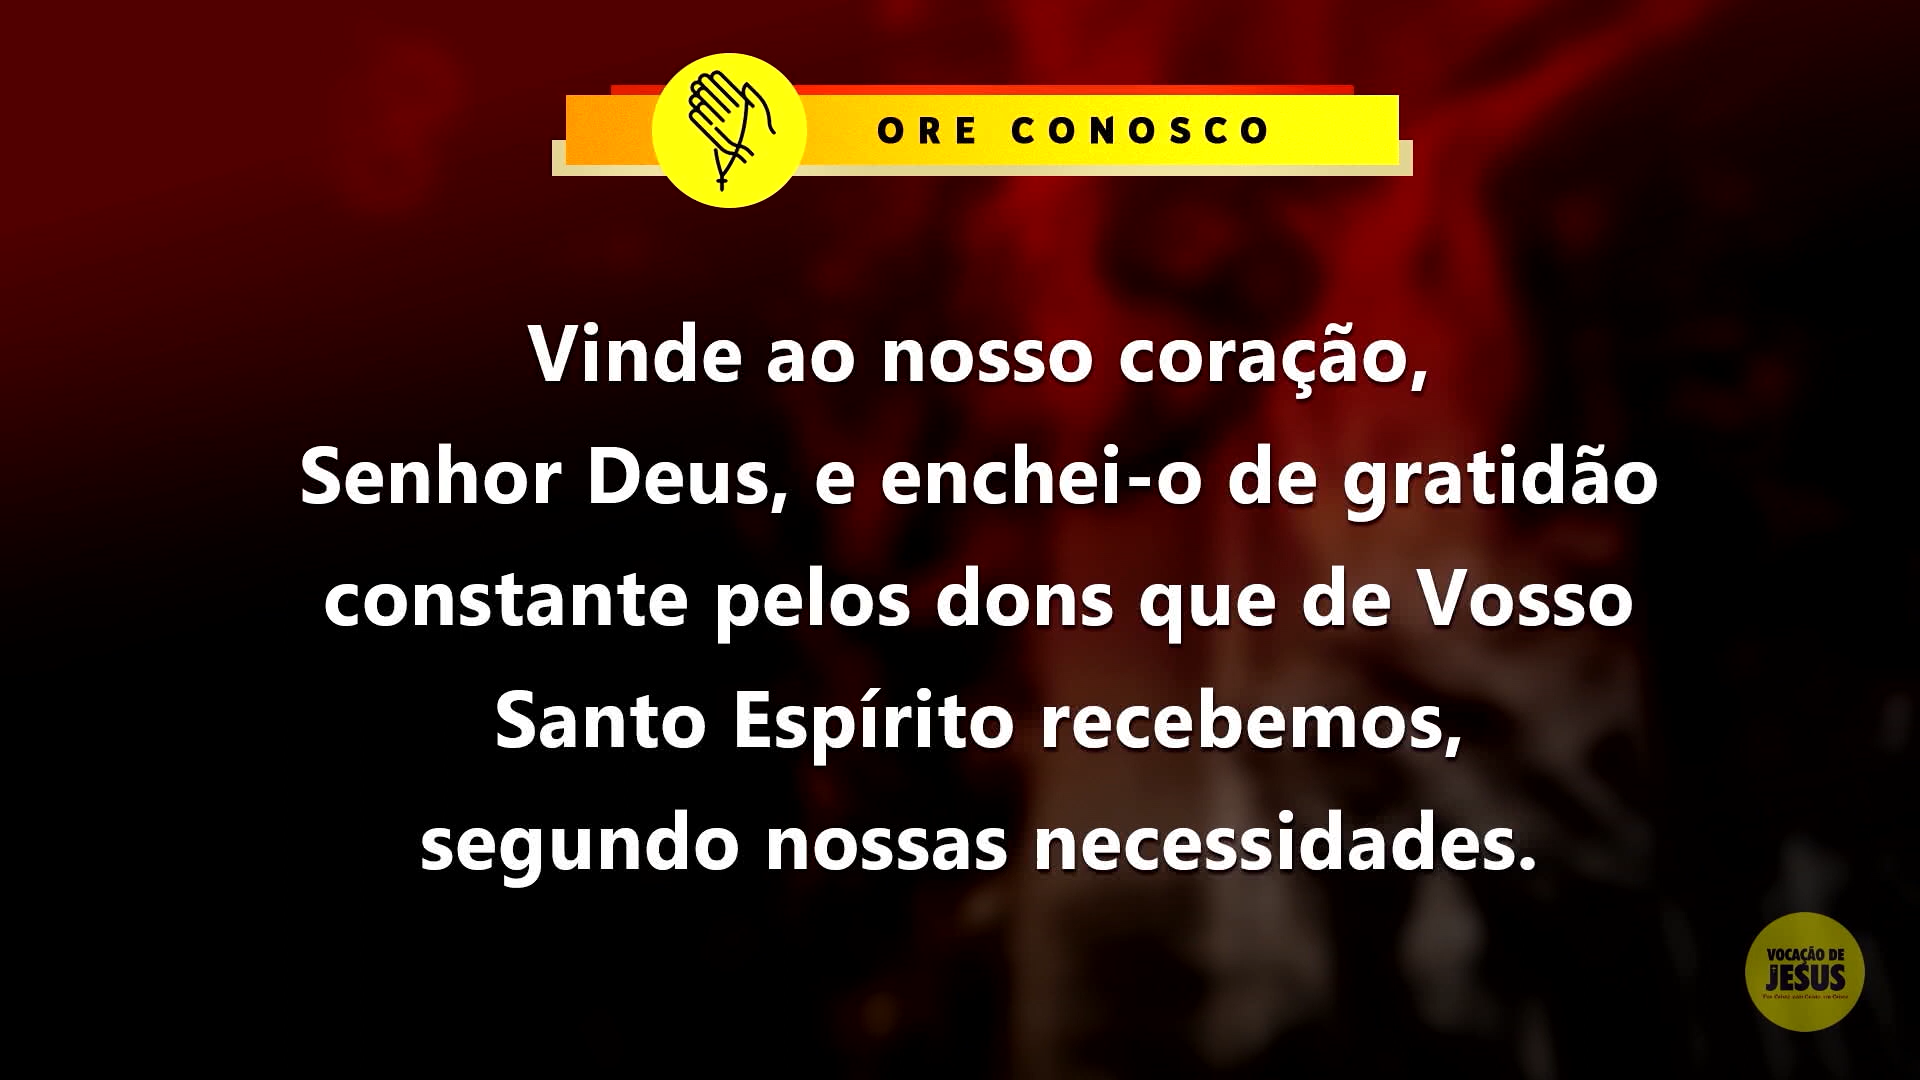 ORE CONOSCO
Vinde ao nosso coração,
Senhor Deus, e enchei-o de gratidão
constante pelos dons que de Vosso
Santo Espírito recebemos,
segundo nossas necessidades.
VOCAÇÃO DE
JESUS